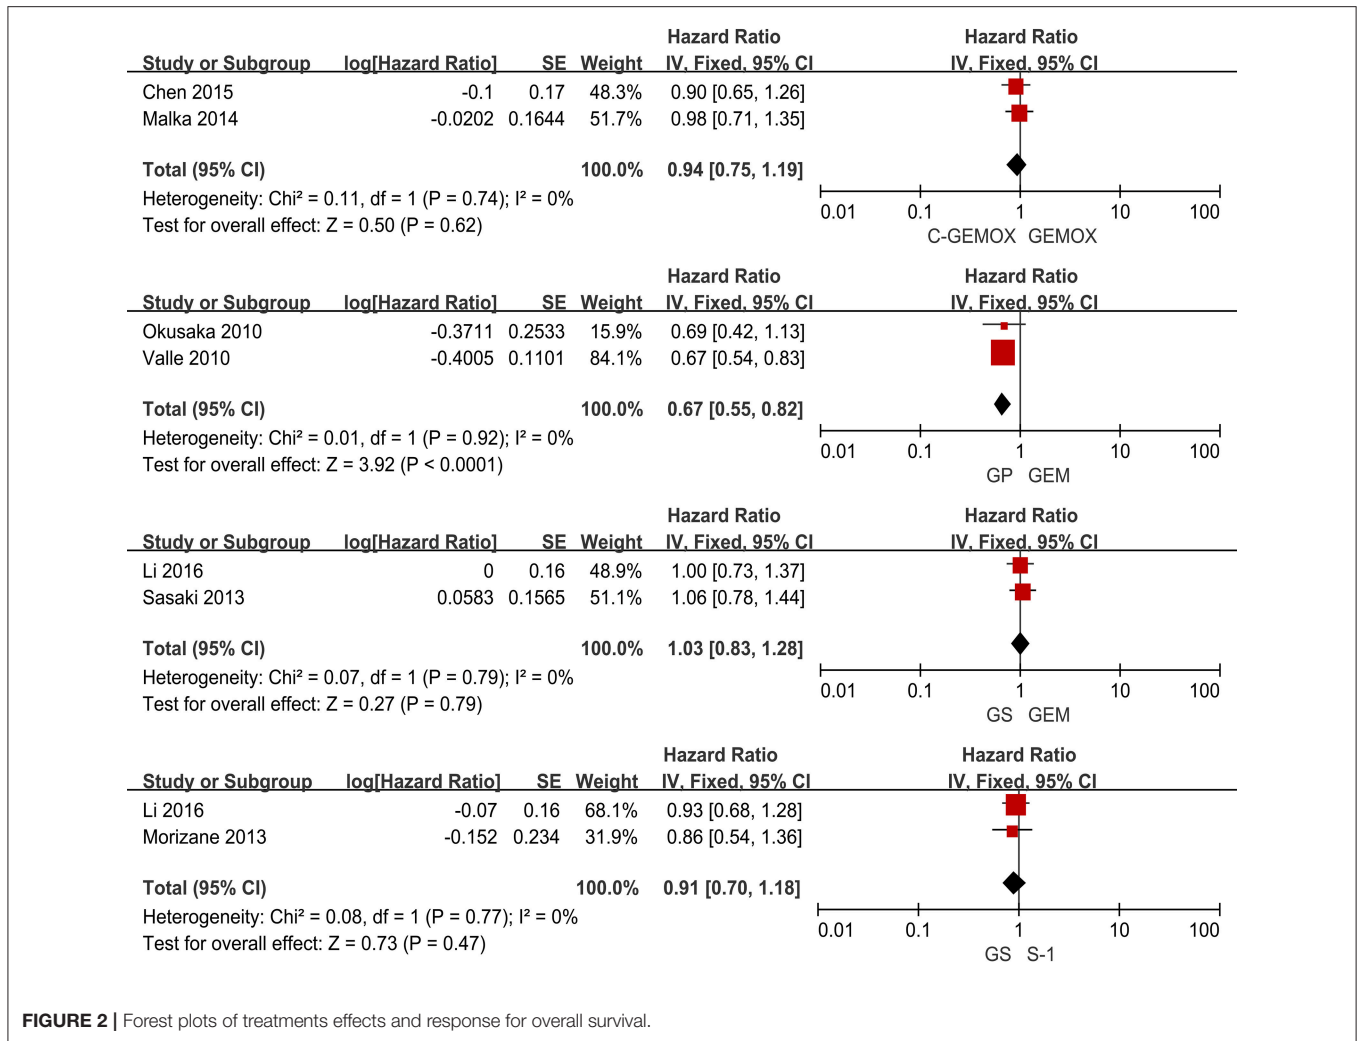 Hazard Ratio Hazard Ratio
Study or Subgroup log[Hazard Ratio] SE Weight IV, Fixed, 95% CI IV, Fixed, 95% CI
Chen 2015 -0.1 0.17 48.3% 0.90 [0.65, 1.26]
Malka 2014 -0.0202 0.1644 51.7% 0.98 [0.71, 1.35]
Total (95% CI) 100.0% 0.94 [0.75, 1.19]
Heterogeneity: Chi² = 0.11, df = 1 (P = 0.74); I² = 0%
Test for overall effect: Z = 0.50 (P = 0.62)
0.01 0.1 1 10 100
C-GEMOX GEMOX
Hazard Ratio Hazard Ratio
Study or Subgroup log[Hazard Ratio] SE Weight IV, Fixed, 95% CI IV, Fixed, 95% CI
Okusaka 2010 -0.3711 0.2533 15.9% 0.69 [0.42, 1.13]
Valle 2010 -0.4005 0.1101 84.1% 0.67 [0.54, 0.83]
Total (95% CI) 100.0% 0.67 [0.55, 0.82]
Heterogeneity: Chi² = 0.01, df = 1 (P = 0.92); I² = 0%
Test for overall effect: Z = 3.92 (P < 0.0001)
0.01 0.1 1 10 100
GP GEM
Hazard Ratio Hazard Ratio
Study or Subgroup log[Hazard Ratio] SE Weight IV, Fixed, 95% CI IV, Fixed, 95% CI
Li 2016 0 0.16 48.9% 1.00 [0.73, 1.37]
Sasaki 2013 0.0583 0.1565 51.1% 1.06 [0.78, 1.44]
Total (95% CI) 100.0% 1.03 [0.83, 1.28]
Heterogeneity: Chi² = 0.07, df = 1 (P = 0.79); I² = 0%
Test for overall effect: Z = 0.27 (P = 0.79)
0.01 0.1 1 10 100
GS GEM
Hazard Ratio Hazard Ratio
Study or Subgroup log[Hazard Ratio] SE Weight IV, Fixed, 95% CI IV, Fixed, 95% CI
Li 2016 -0.07 0.16 68.1% 0.93 [0.68, 1.28]
Morizane 2013 -0.152 0.234 31.9% 0.86 [0.54, 1.36]
Total (95% CI) 100.0% 0.91 [0.70, 1.18]
Heterogeneity: Chi² = 0.08, df = 1 (P = 0.77); I² = 0%
Test for overall effect: Z = 0.73 (P = 0.47)
0.01 0.1 1 10 100
GS S-1
FIGURE 2 | Forest plots of treatments effects and response for overall survival.